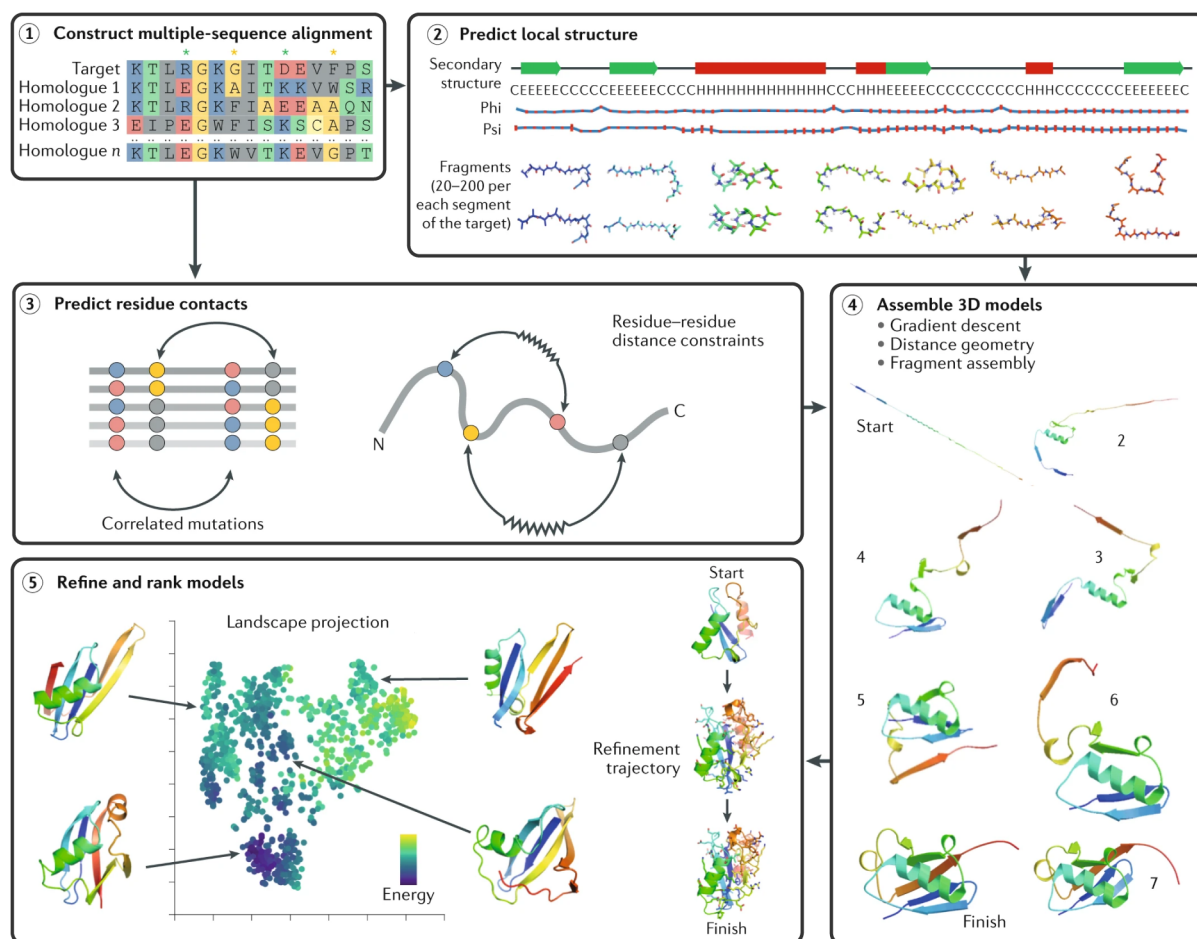 1 Construct multiple-sequence alignment
* * * *
Target K T L R G K G I T D E V F P S
Homologue 1 K T L E G K A I T K K V W S R
Homologue 2 K T L R G K F I A E E A A Q N
Homologue 3 E I P E G W F I S K S C A P S
Homologue n K T L E G K W V T K E V G P T
2 Predict local structure
Secondary
structure
CEEEEECCCCCEEEEEECCCCHHHHHHHHHHHHHHCCCHHHEEEEECCCCCCCCCCHHHCCCCCCCEEEEEEEC
Phi
Psi
Fragments
(20–200 per
each segment
of the target)
3 Predict residue contacts
Correlated mutations
Residue–residue
distance constraints
N
C
4 Assemble 3D models
• Gradient descent
• Distance geometry
• Fragment assembly
Start
2
4
3
5
6
7
Finish
5 Refine and rank models
Landscape projection
Energy
Start
Refinement
trajectory
Finish